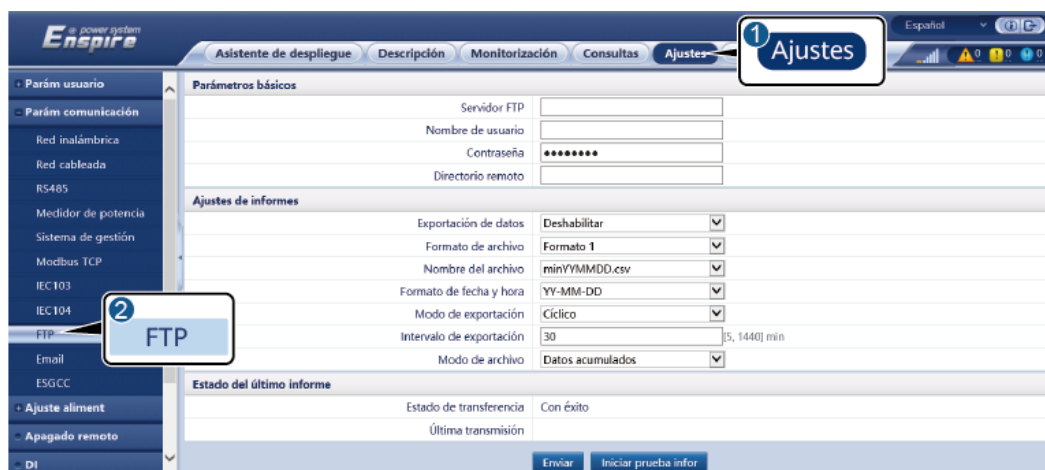 e power system
Enspire
Español
Asistente de despliegue Descripción Monitorización Consultas Ajustes
1 Ajustes
0 0 0
Parám usuario
Parám comunicación
Red inalámbrica
Red cableada
RS485
Medidor de potencia
Sistema de gestión
Modbus TCP
IEC103
IEC104
FTP
2 FTP
Email
ESGCC
Ajuste aliment
Apagado remoto
DI
Parámetros básicos
Servidor FTP
Nombre de usuario
Contraseña ●●●●●●●●
Directorio remoto
Ajustes de informes
Exportación de datos Deshabilitar
Formato de archivo Formato 1
Nombre del archivo minYYMMDD.csv
Formato de fecha y hora YY-MM-DD
Modo de exportación Cíclico
Intervalo de exportación 30 [5, 1440] min
Modo de archivo Datos acumulados
Estado del último informe
Estado de transferencia Con éxito
Última transmisión
Enviar Iniciar prueba infor